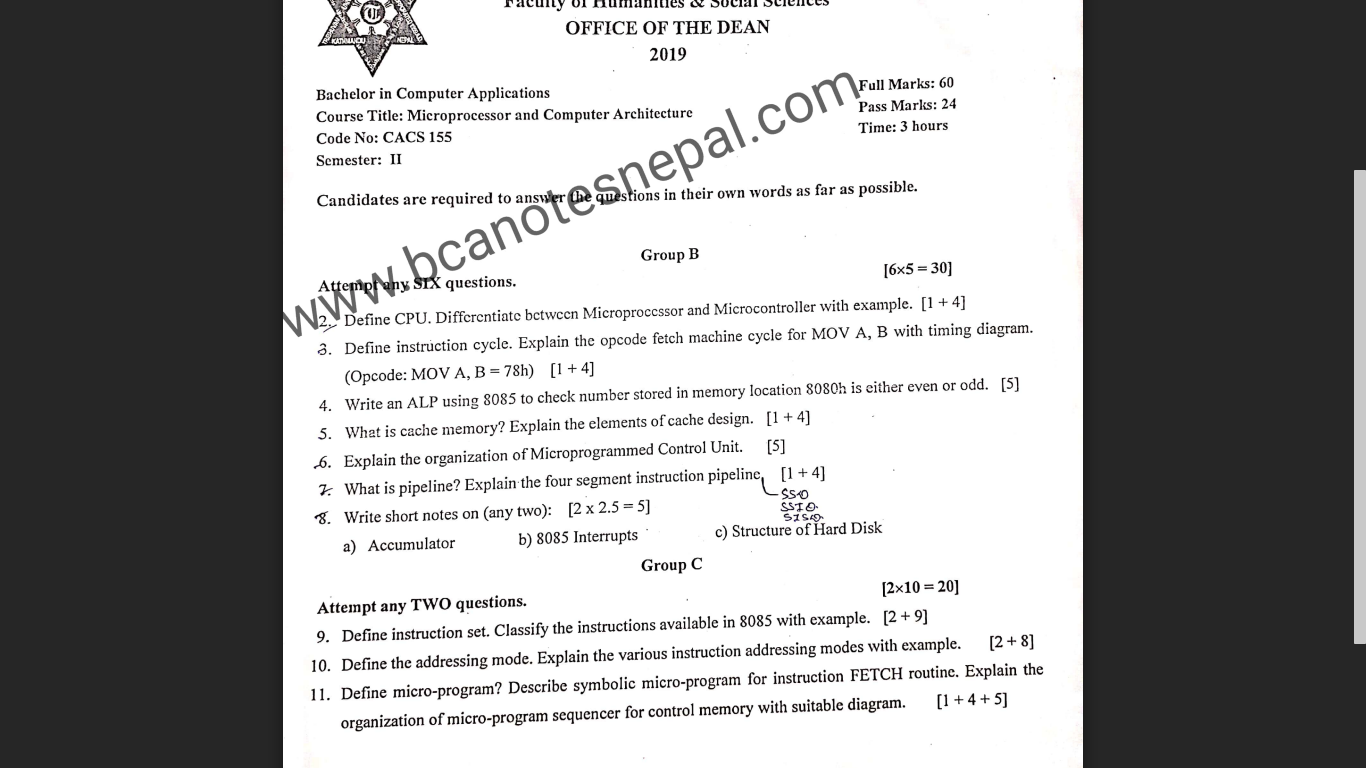 Faculty of Humanities & Social Sciences
OFFICE OF THE DEAN
2019
KATHMANDU NEPAL
Bachelor in Computer Applications
Full Marks: 60
Course Title: Microprocessor and Computer Architecture
Pass Marks: 24
Code No: CACS 155
Time: 3 hours
Semester: II
Candidates are required to answer the questions in their own words as far as possible.
www.bcanotesnepal.com
Group B
Attempt any SIX questions.
[6×5 = 30]
2. Define CPU. Differentiate between Microprocessor and Microcontroller with example. [1 + 4]
3. Define instruction cycle. Explain the opcode fetch machine cycle for MOV A, B with timing diagram.
(Opcode: MOV A, B = 78h) [1 + 4]
4. Write an ALP using 8085 to check number stored in memory location 8080h is either even or odd. [5]
5. What is cache memory? Explain the elements of cache design. [1 + 4]
6. Explain the organization of Microprogrammed Control Unit. [5]
7. What is pipeline? Explain the four segment instruction pipeline. [1 + 4]
8. Write short notes on (any two): [2 x 2.5 = 5]
a) Accumulator b) 8085 Interrupts c) Structure of Hard Disk
Group C
Attempt any TWO questions.
[2×10 = 20]
9. Define instruction set. Classify the instructions available in 8085 with example. [2 + 9]
10. Define the addressing mode. Explain the various instruction addressing modes with example. [2 + 8]
11. Define micro-program? Describe symbolic micro-program for instruction FETCH routine. Explain the
organization of micro-program sequencer for control memory with suitable diagram. [1 + 4 + 5]